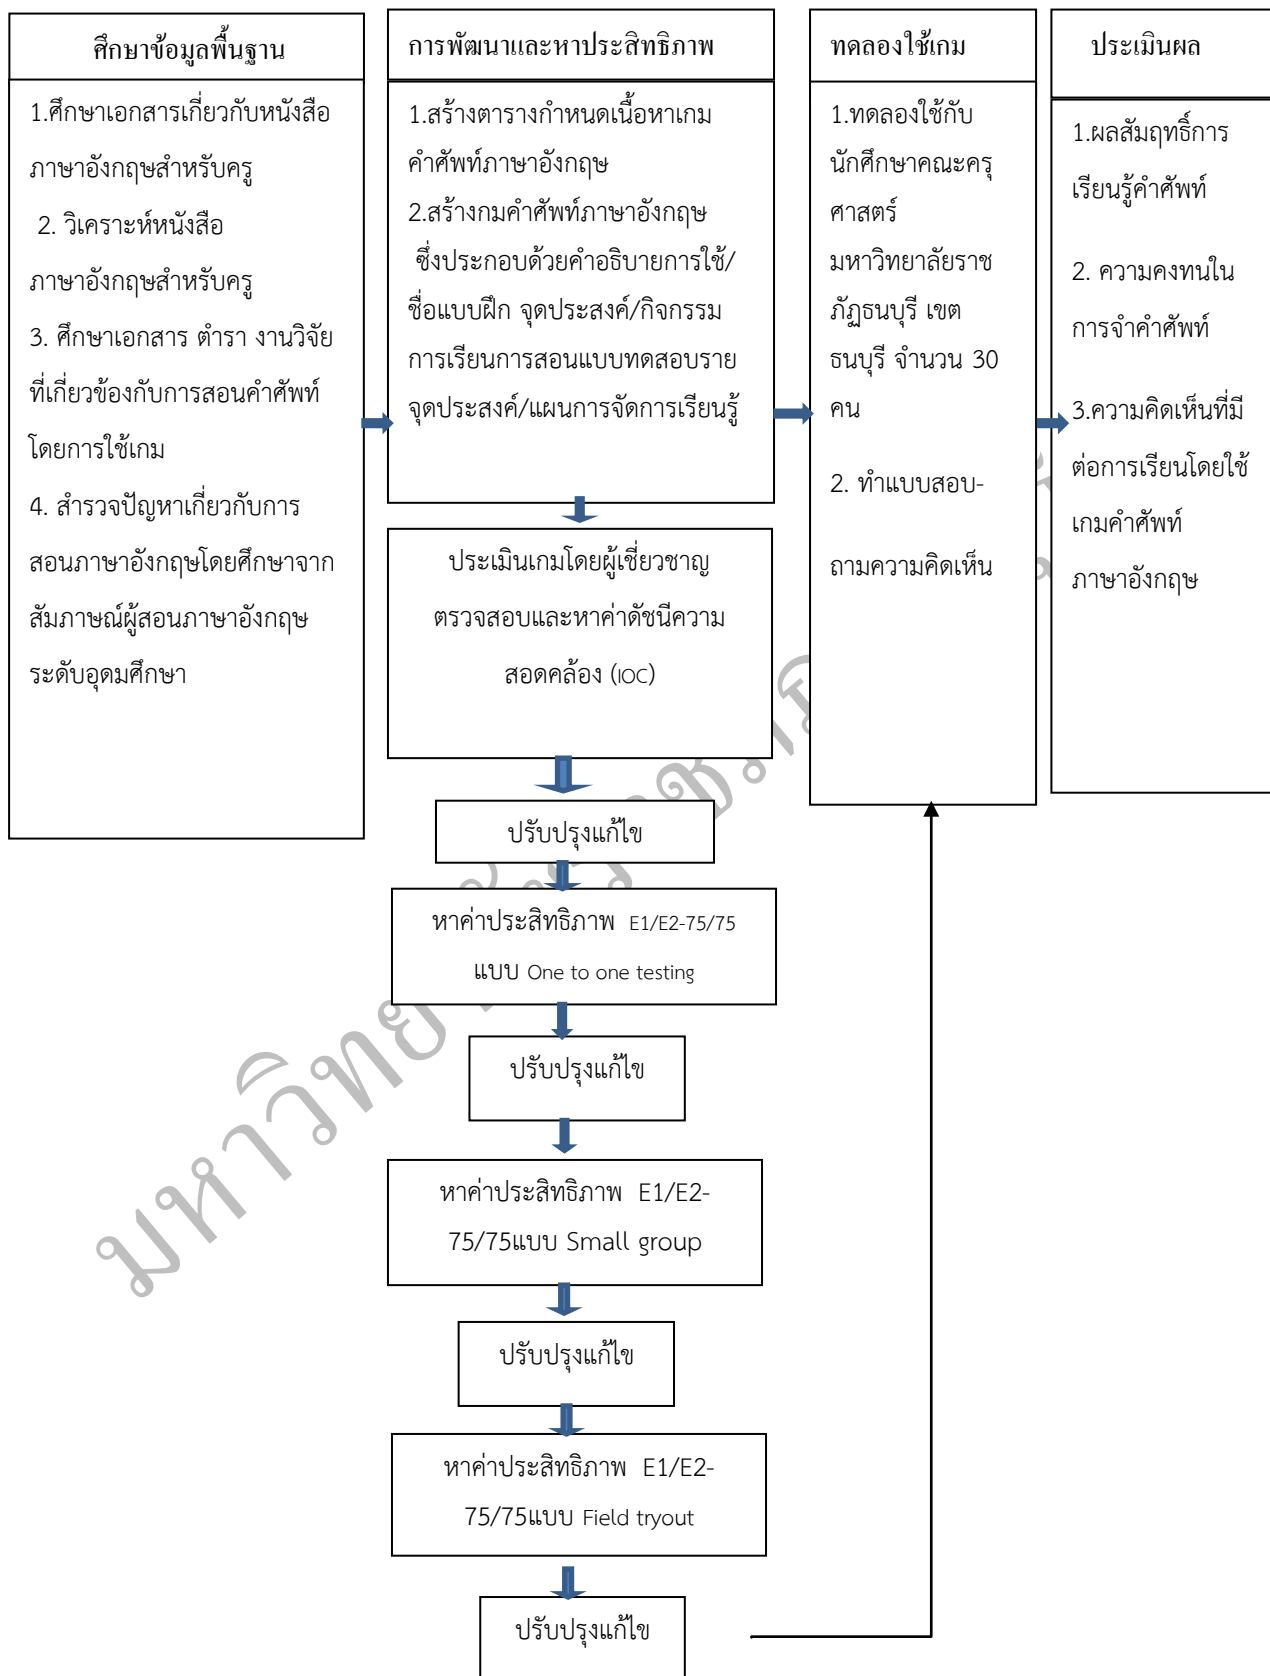 ศึกษาข้อมูลพื้นฐาน
1.ศึกษาเอกสารเกี่ยวกับหนังสือ
ภาษาอังกฤษสำหรับครู
2. วิเคราะห์หนังสือ
ภาษาอังกฤษสำหรับครู
3. ศึกษาเอกสาร ตำรา งานวิจัย
ที่เกี่ยวข้องกับการสอนคำศัพท์
โดยการใช้เกม
4. สำรวจปัญหาเกี่ยวกับการ
สอนภาษาอังกฤษโดยศึกษาจาก
สัมภาษณ์ผู้สอนภาษาอังกฤษ
ระดับอุดมศึกษา
การพัฒนาและหาประสิทธิภาพ
1.สร้างตารางกำหนดเนื้อหาเกม
คำศัพท์ภาษาอังกฤษ
2.สร้างกมคำศัพท์ภาษาอังกฤษ
ซึ่งประกอบด้วยคำอธิบายการใช้/
ชื่อแบบฝึก จุดประสงค์/กิจกรรม
การเรียนการสอนแบบทดสอบราย
จุดประสงค์/แผนการจัดการเรียนรู้
ประเมินเกมโดยผู้เชี่ยวชาญ
ตรวจสอบและหาค่าดัชนีความ
สอดคล้อง (IOC)
ปรับปรุงแก้ไข
หาค่าประสิทธิภาพ E1/E2-75/75
แบบ One to one testing
ปรับปรุงแก้ไข
หาค่าประสิทธิภาพ E1/E2-
75/75แบบ Small group
ปรับปรุงแก้ไข
หาค่าประสิทธิภาพ E1/E2-
75/75แบบ Field tryout
ปรับปรุงแก้ไข
ทดลองใช้เกม
1.ทดลองใช้กับ
นักศึกษาคณะครุ
ศาสตร์
มหาวิทยาลัยราช
ภัฏธนบุรี เขต
ธนบุรี จำนวน 30
คน
2. ทำแบบสอบ-
ถามความคิดเห็น
ประเมินผล
1.ผลสัมฤทธิ์การ
เรียนรู้คำศัพท์
2. ความคงทนใน
การจำคำศัพท์
3.ความคิดเห็นที่มี
ต่อการเรียนโดยใช้
เกมคำศัพท์
ภาษาอังกฤษ